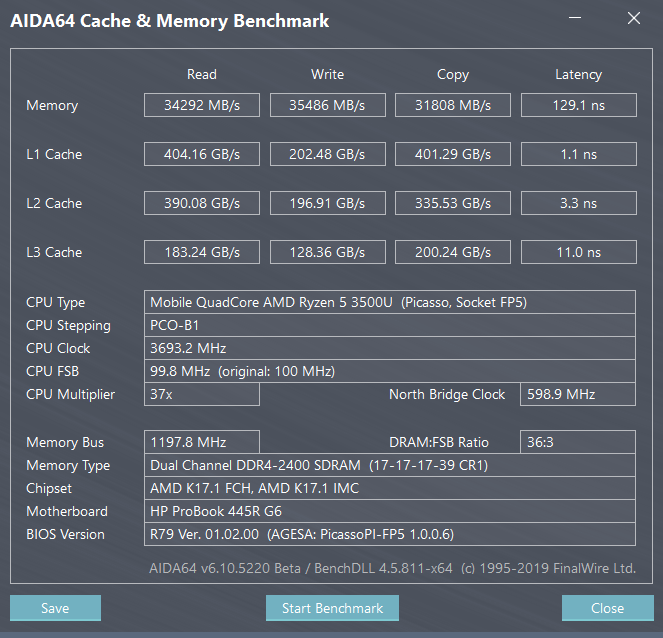 AIDA64 Cache & Memory Benchmark
Read Write Copy Latency
Memory 34292 MB/s 35486 MB/s 31808 MB/s 129.1 ns
L1 Cache 404.16 GB/s 202.48 GB/s 401.29 GB/s 1.1 ns
L2 Cache 390.08 GB/s 196.91 GB/s 335.53 GB/s 3.3 ns
L3 Cache 183.24 GB/s 128.36 GB/s 200.24 GB/s 11.0 ns
CPU Type Mobile QuadCore AMD Ryzen 5 3500U (Picasso, Socket FP5)
CPU Stepping PCO-B1
CPU Clock 3693.2 MHz
CPU FSB 99.8 MHz (original: 100 MHz)
CPU Multiplier 37x North Bridge Clock 598.9 MHz
Memory Bus 1197.8 MHz DRAM:FSB Ratio 36:3
Memory Type Dual Channel DDR4-2400 SDRAM (17-17-17-39 CR1)
Chipset AMD K17.1 FCH, AMD K17.1 IMC
Motherboard HP ProBook 445R G6
BIOS Version R79 Ver. 01.02.00 (AGESA: PicassoPI-FP5 1.0.0.6)
AIDA64 v6.10.5220 Beta / BenchDLL 4.5.811-x64 (c) 1995-2019 FinalWire Ltd.
Save Start Benchmark Close